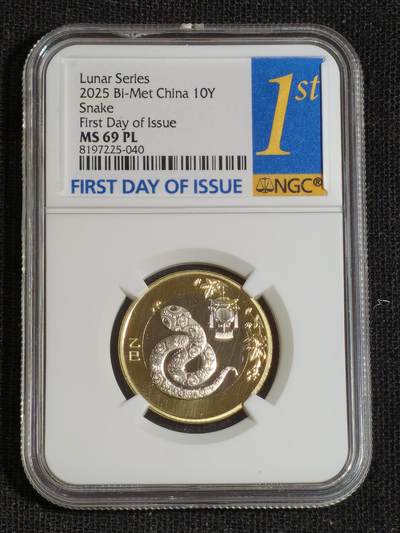 Lunar Series
2025 Bi-Met China 10Y
Snake
First Day of Issue
MS 69 PL
8197225-040
1st
FIRST DAY OF ISSUE
NGC®
乙巳